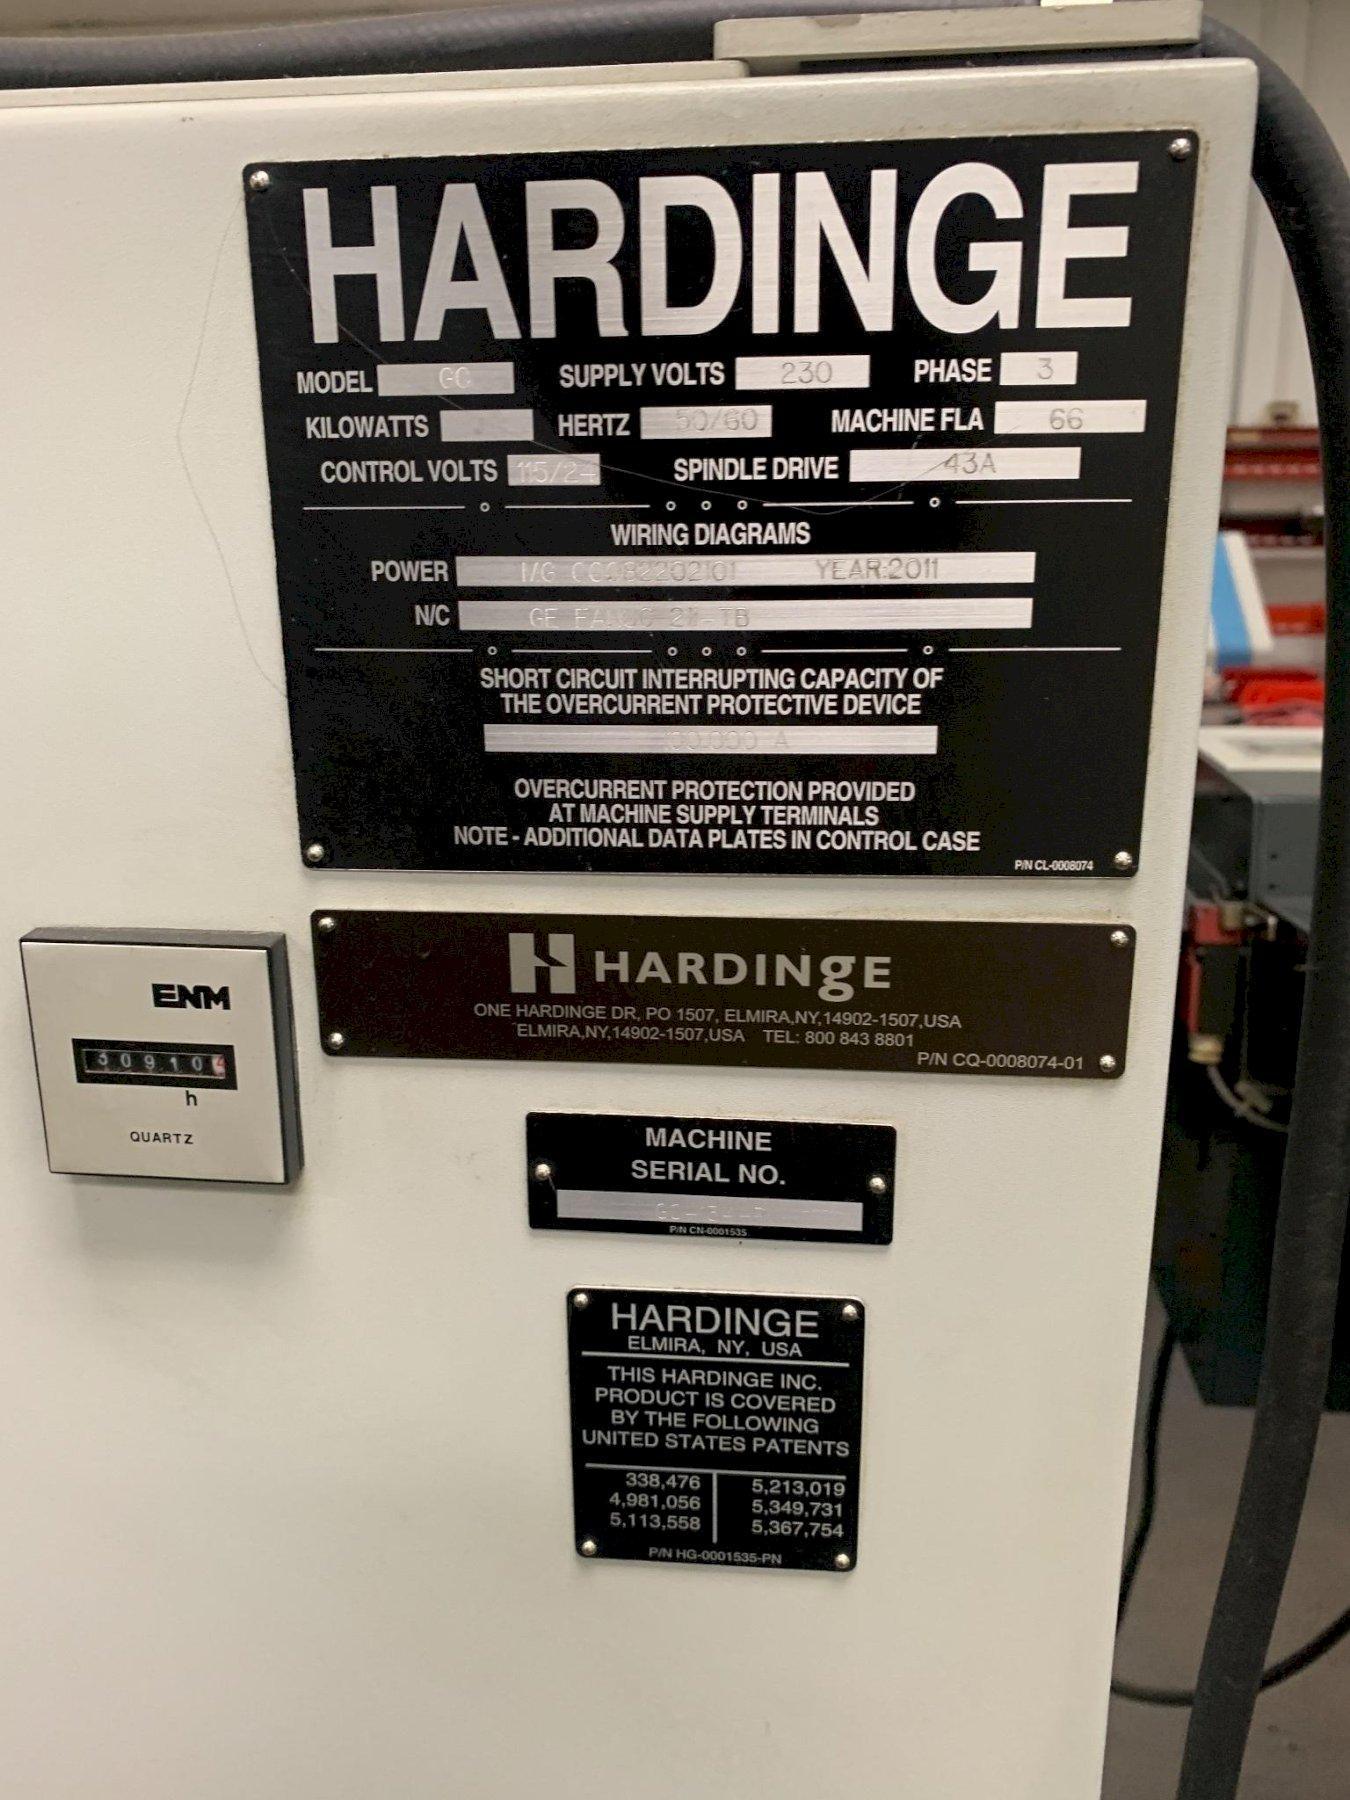 HARDINGE
MODEL SUPPLY VOLTS 230 PHASE 3
KILOWATTS HERTZ 50/60 MACHINE FLA 66
CONTROL VOLTS 115/24 SPINDLE DRIVE 43A
WIRING DIAGRAMS
POWER YEAR:2011
N/C GE FANUC
SHORT CIRCUIT INTERRUPTING CAPACITY OF
THE OVERCURRENT PROTECTIVE DEVICE
OVERCURRENT PROTECTION PROVIDED
AT MACHINE SUPPLY TERMINALS
NOTE - ADDITIONAL DATA PLATES IN CONTROL CASE
P/N CL-0008074
HARDINgE
ONE HARDINGE DR, PO 1507, ELMIRA,NY,14902-1507,USA
ELMIRA,NY,14902-1507,USA TEL: 800 843 8801
P/N CQ-0008074-01
ENM
30910
h
QUARTZ
MACHINE
SERIAL NO.
P/N CN-0001535
HARDINGE
ELMIRA, NY, USA
THIS HARDINGE INC.
PRODUCT IS COVERED
BY THE FOLLOWING
UNITED STATES PATENTS
338,476 5,213,019
4,981,056 5,349,731
5,113,558 5,367,754
P/N HG-0001535-PN